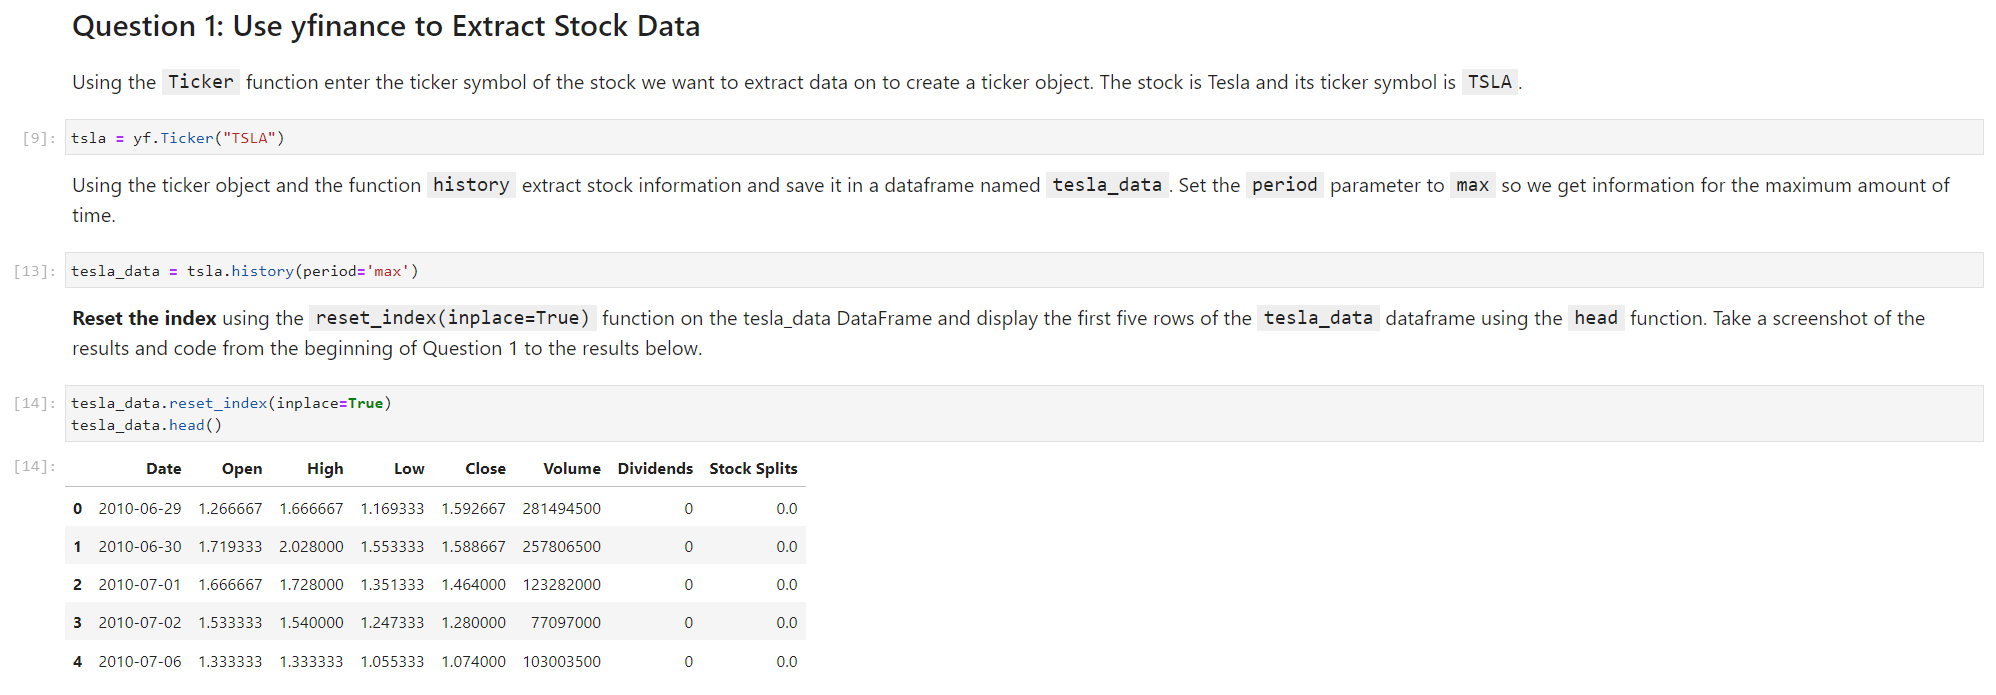 Question 1: Use yfinance to Extract Stock Data
Using the Ticker function enter the ticker symbol of the stock we want to extract data on to create a ticker object. The stock is Tesla and its ticker symbol is TSLA .
[9]: tsla = yf.Ticker("TSLA")
Using the ticker object and the function history extract stock information and save it in a dataframe named tesla_data . Set the period parameter to max so we get information for the maximum amount of
time.
[13]: tesla_data = tsla.history(period='max')
Reset the index using the reset_index(inplace=True) function on the tesla_data DataFrame and display the first five rows of the tesla_data dataframe using the head function. Take a screenshot of the
results and code from the beginning of Question 1 to the results below.
[14]: tesla_data.reset_index(inplace=True)
tesla_data.head()
[14]: Date Open High Low Close Volume Dividends Stock Splits
0 2010-06-29 1.266667 1.666667 1.169333 1.592667 281494500 0 0.0
1 2010-06-30 1.719333 2.028000 1.553333 1.588667 257806500 0 0.0
2 2010-07-01 1.666667 1.728000 1.351333 1.464000 123282000 0 0.0
3 2010-07-02 1.533333 1.540000 1.247333 1.280000 77097000 0 0.0
4 2010-07-06 1.333333 1.333333 1.055333 1.074000 103003500 0 0.0